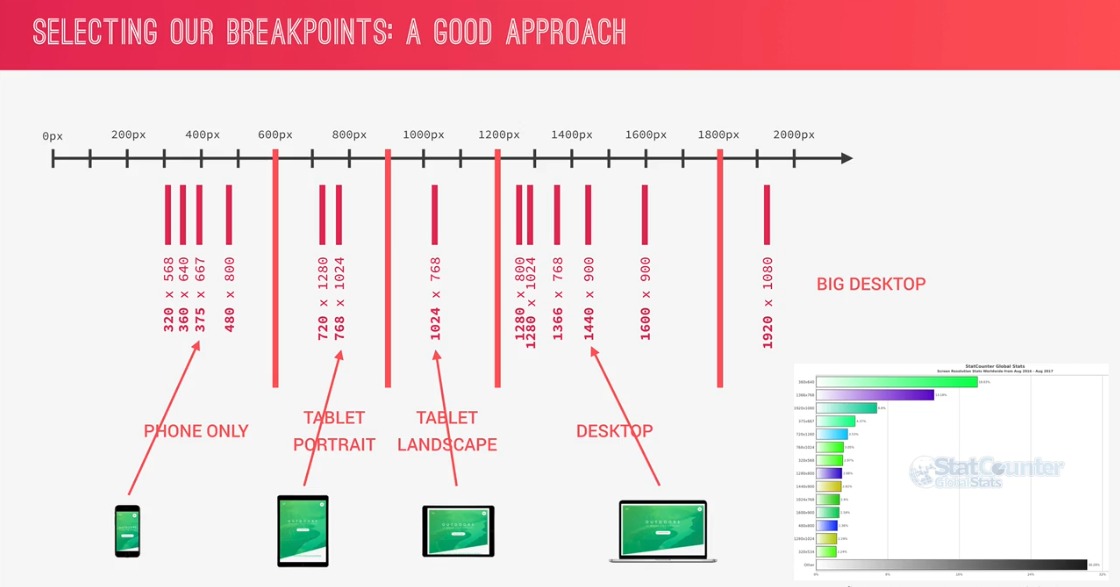 SELECTING OUR BREAKPOINTS: A GOOD APPROACH
0px 200px 400px 600px 800px 1000px 1200px 1400px 1600px 1800px 2000px
320 x 568
360 x 640
375 x 667
480 x 800
720 x 1280
768 x 1024
1024 x 768
1280 x 800
1280 x 1024
1366 x 768
1440 x 900
1600 x 900
1920 x 1080
BIG DESKTOP
PHONE ONLY
TABLET
PORTRAIT
TABLET
LANDSCAPE
DESKTOP
StatCounter Global Stats
Screen Resolution Stats Worldwide from Aug 2016 - Aug 2017
StatCounter
GlobalStats